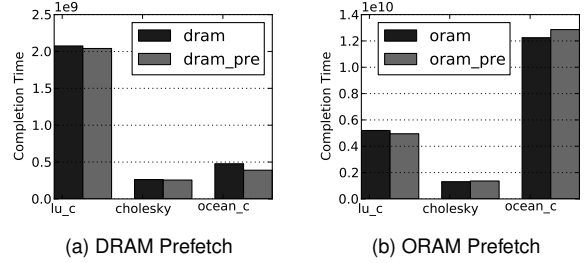 1e9
2.5
2.0
1.5
1.0
0.5
0.0
Completion Time
dram
dram_pre
lu_c cholesky ocean_c
(a) DRAM Prefetch
1e10
1.4
1.2
1.0
0.8
0.6
0.4
0.2
0.0
Completion Time
oram
oram_pre
lu_c cholesky ocean_c
(b) ORAM Prefetch